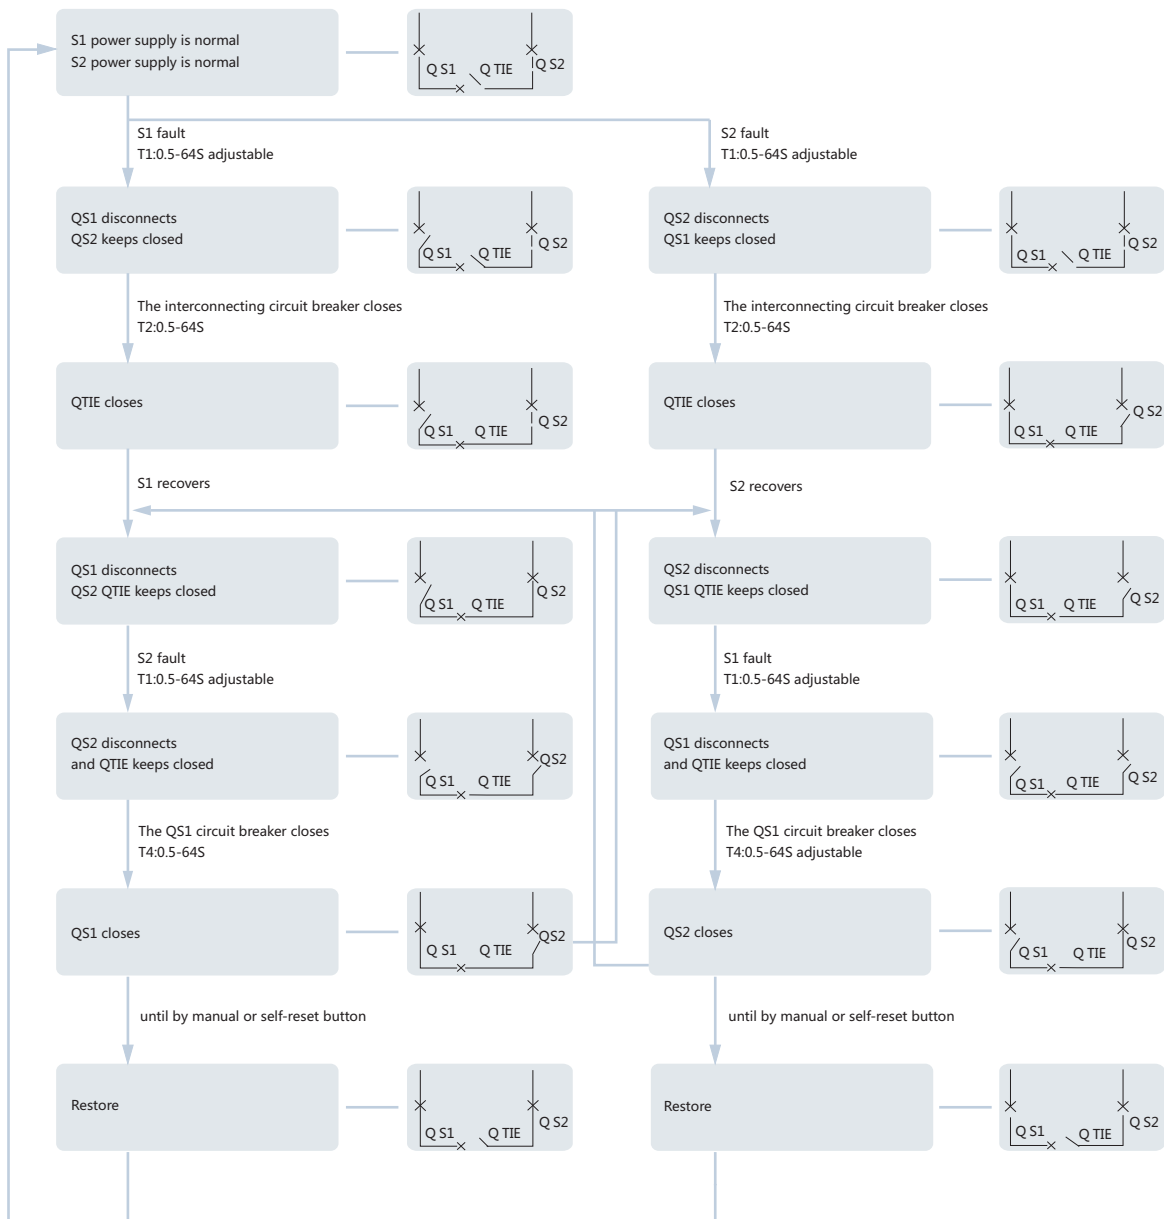 S1 power supply is normal
S2 power supply is normal
Q S1 Q TIE Q S2
S1 fault
T1:0.5-64S adjustable
S2 fault
T1:0.5-64S adjustable
QS1 disconnects
QS2 keeps closed
Q S1 Q TIE Q S2
QS2 disconnects
QS1 keeps closed
Q S1 Q TIE Q S2
The interconnecting circuit breaker closes
T2:0.5-64S
The interconnecting circuit breaker closes
T2:0.5-64S
QTIE closes
Q S1 Q TIE Q S2
QTIE closes
Q S1 Q TIE Q S2
S1 recovers
S2 recovers
QS1 disconnects
QS2 QTIE keeps closed
Q S1 Q TIE Q S2
QS2 disconnects
QS1 QTIE keeps closed
Q S1 Q TIE Q S2
S2 fault
T1:0.5-64S adjustable
S1 fault
T1:0.5-64S adjustable
QS2 disconnects
and QTIE keeps closed
Q S1 Q TIE QS2
QS1 disconnects
and QTIE keeps closed
Q S1 Q TIE Q S2
The QS1 circuit breaker closes
T4:0.5-64S
The QS1 circuit breaker closes
T4:0.5-64S adjustable
QS1 closes
Q S1 Q TIE QS2
QS2 closes
Q S1 Q TIE Q S2
until by manual or self-reset button
until by manual or self-reset button
Restore
Q S1 Q TIE Q S2
Restore
Q S1 Q TIE Q S2